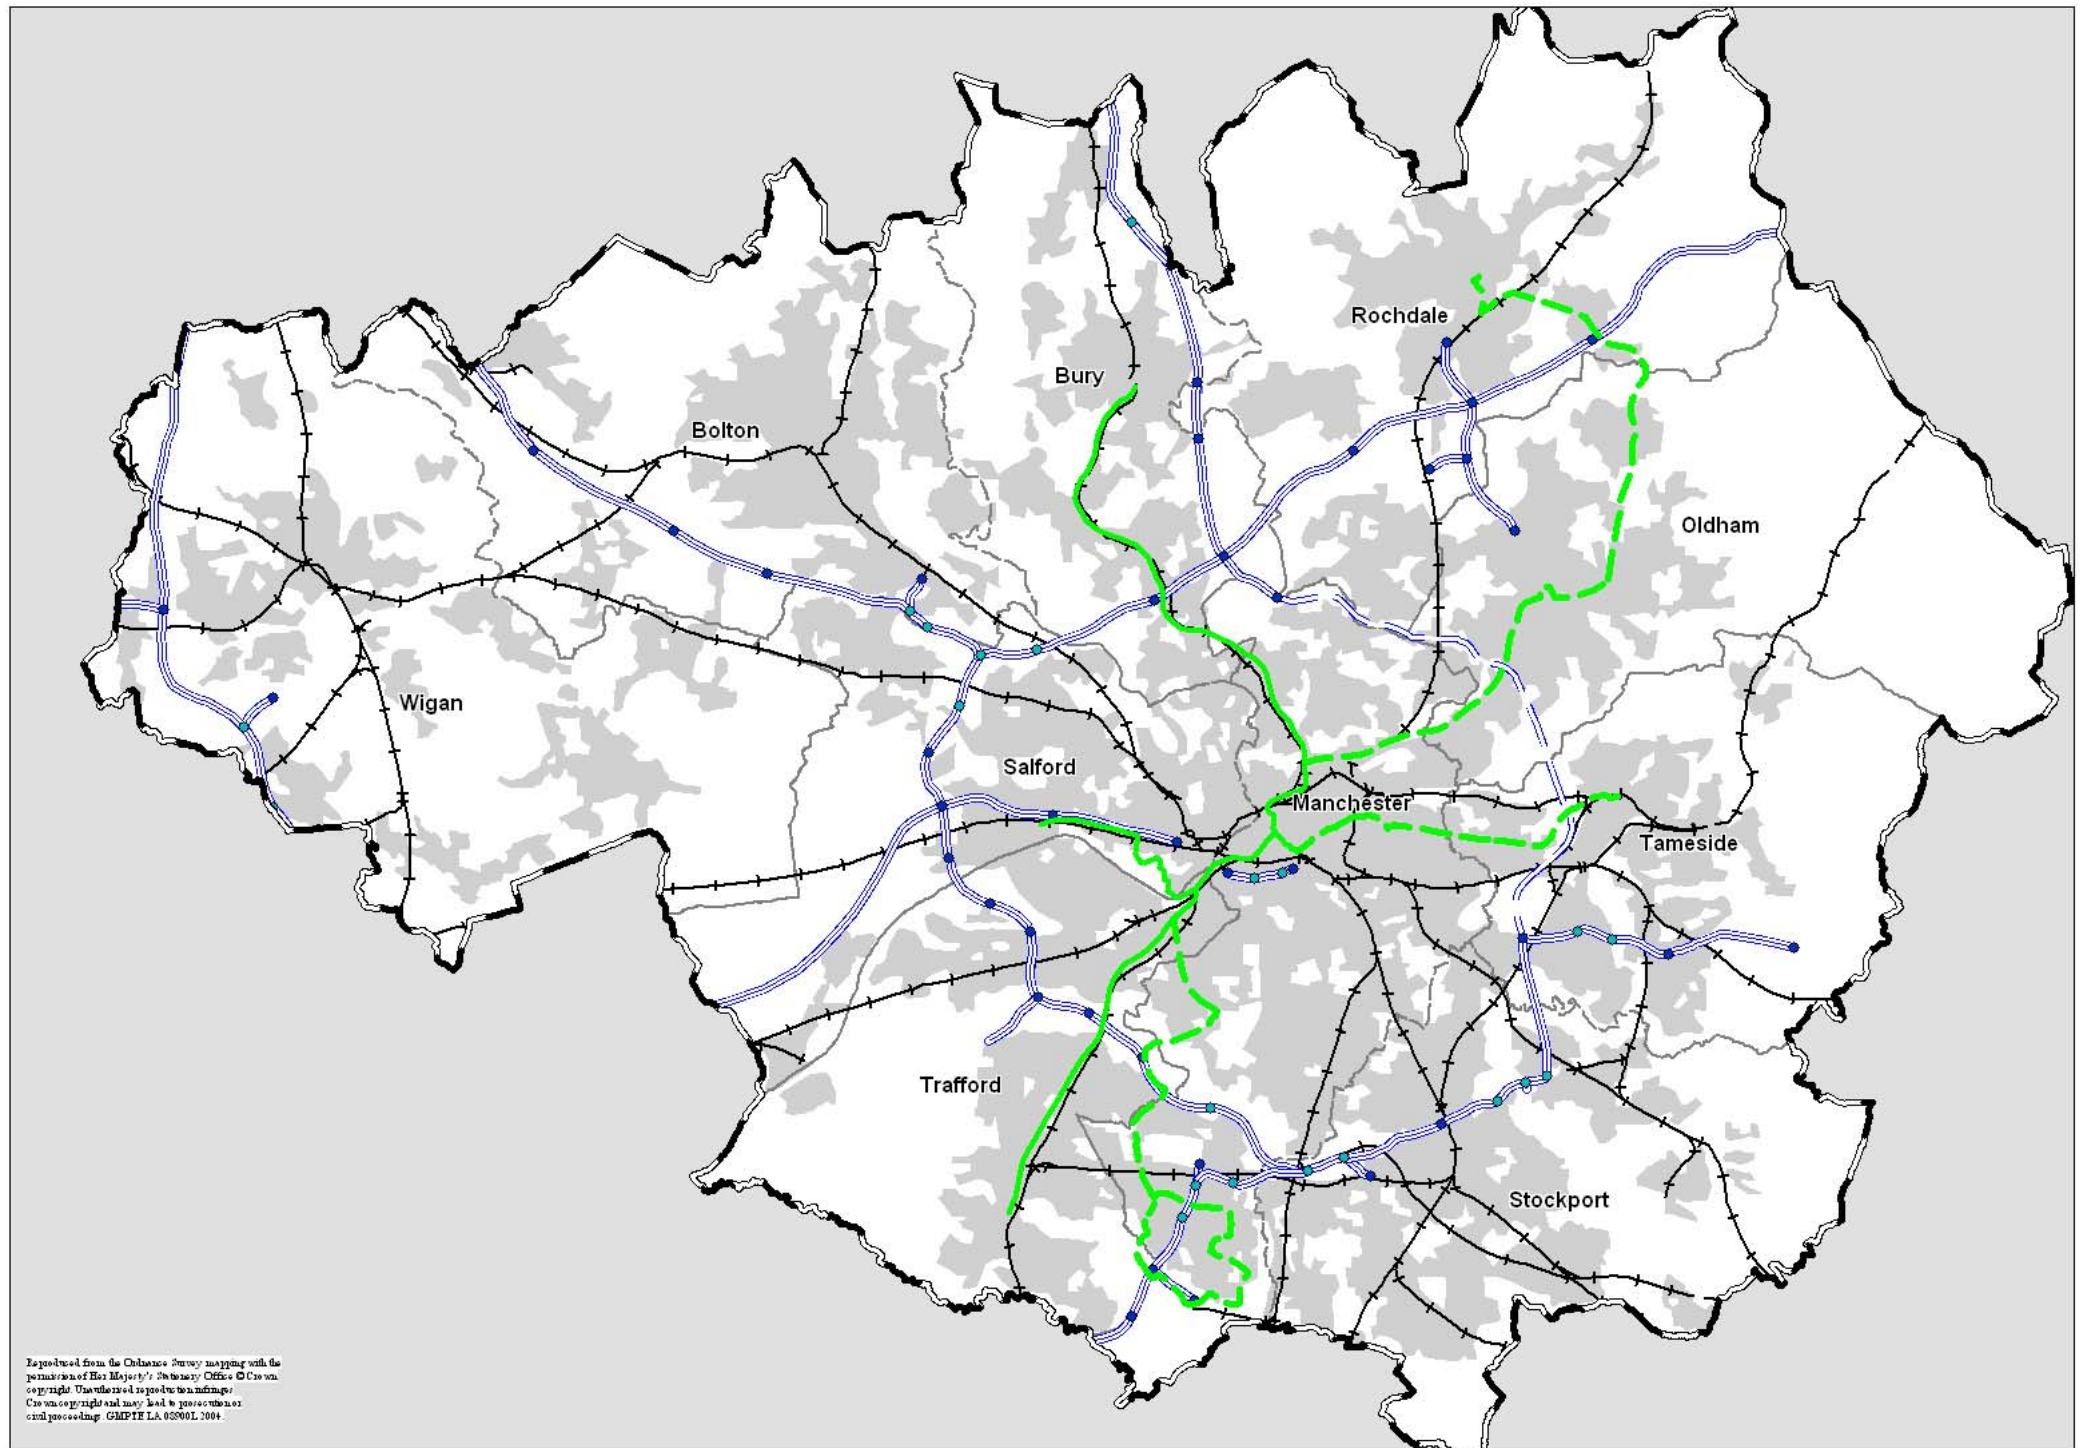 Rochdale
Bury
Bolton
Oldham
Wigan
Salford
Manchester
Tameside
Trafford
Stockport
Reproduced from the Ordnance Survey mapping with the
permission of Her Majesty's Stationery Office © Crown
copyright. Unauthorised reproduction infringes
Crown copyright and may lead to prosecution or
civil proceedings. GMPTE LA 08900L 2004.